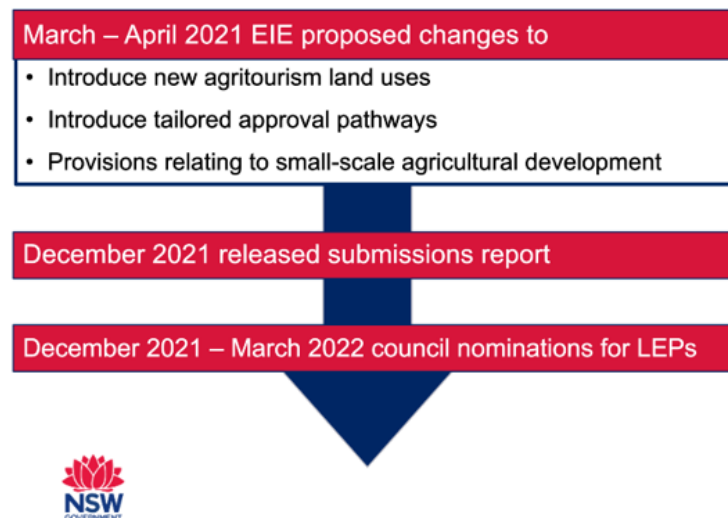 March – April 2021 EIE proposed changes to
• Introduce new agritourism land uses
• Introduce tailored approval pathways
• Provisions relating to small-scale agricultural development
December 2021 released submissions report
December 2021 – March 2022 council nominations for LEPs
NSW
GOVERNMENT